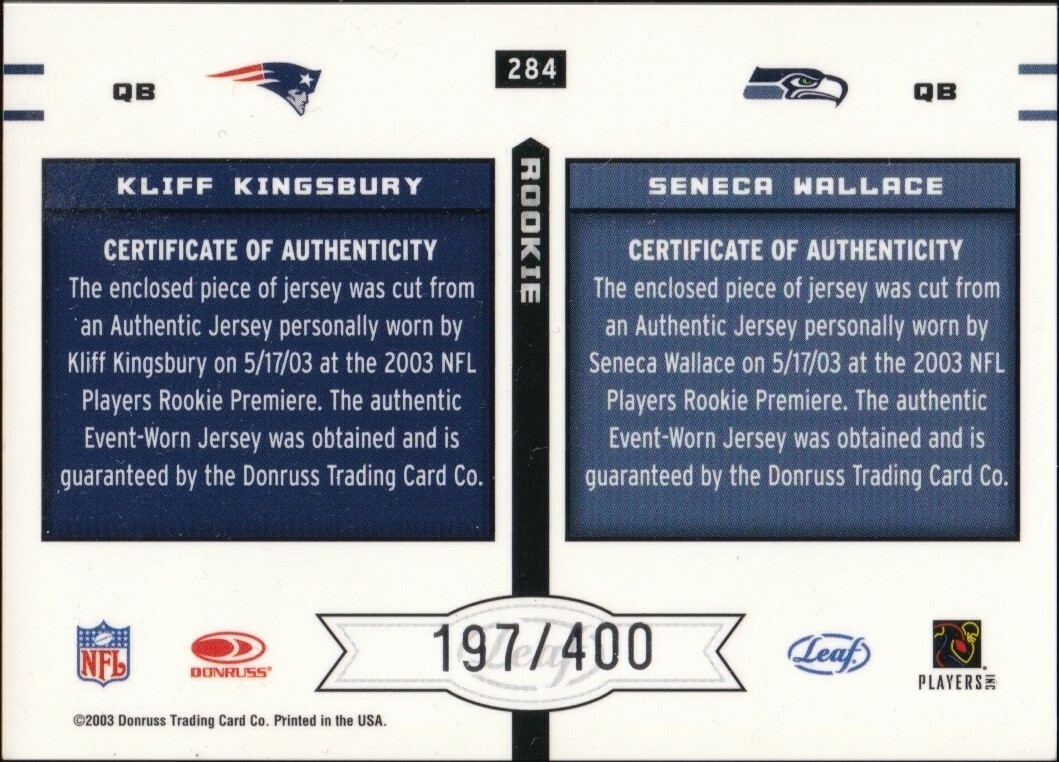 QB
284
QB
ROOKIE
KLIFF KINGSBURY
CERTIFICATE OF AUTHENTICITY
The enclosed piece of jersey was cut from
an Authentic Jersey personally worn by
Kliff Kingsbury on 5/17/03 at the 2003 NFL
Players Rookie Premiere. The authentic
Event-Worn Jersey was obtained and is
guaranteed by the Donruss Trading Card Co.
SENECA WALLACE
CERTIFICATE OF AUTHENTICITY
The enclosed piece of jersey was cut from
an Authentic Jersey personally worn by
Seneca Wallace on 5/17/03 at the 2003 NFL
Players Rookie Premiere. The authentic
Event-Worn Jersey was obtained and is
guaranteed by the Donruss Trading Card Co.
NFL
DONRUSS
Leaf
197/400
Leaf
PLAYERS INC
©2003 Donruss Trading Card Co. Printed in the USA.